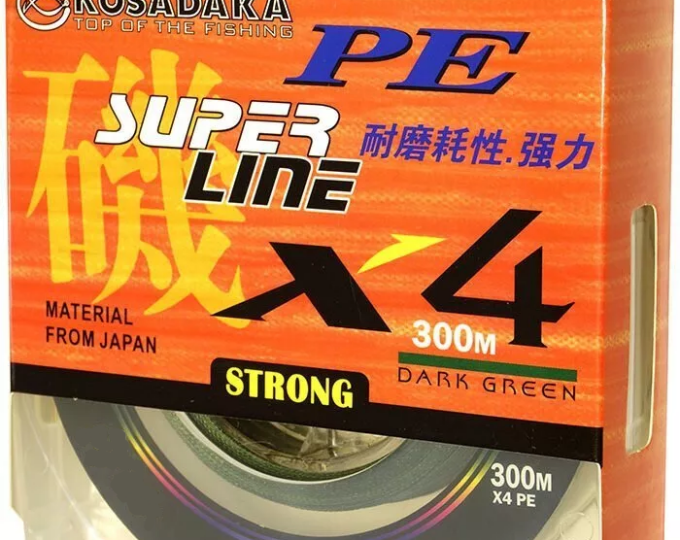 KOSADAKA
TOP OF THE FISHING
PE
SUPER
LINE
耐磨耗性.强力
磯
X4
MATERIAL
FROM JAPAN
300M
DARK GREEN
STRONG
300M
X4 PE